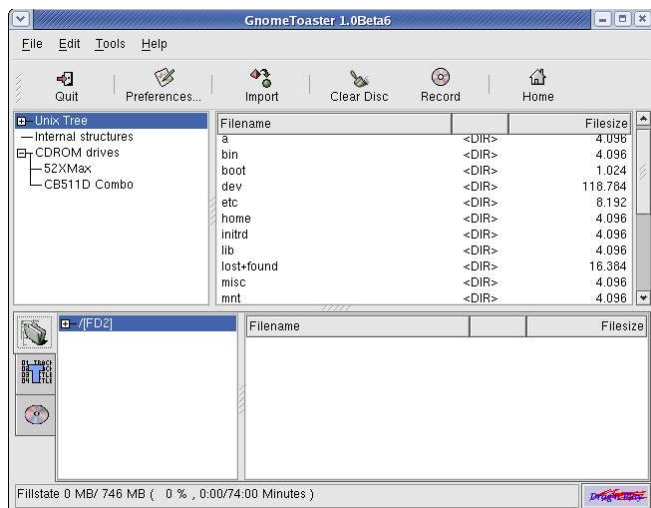 GnomeToaster 1.0Beta6
File Edit Tools Help
Quit Preferences... Import Clear Disc Record Home
Unix Tree
Internal structures
CDROM drives
52XMax
CB511D Combo
Filename Filesize
a <DIR> 4.096
bin <DIR> 4.096
boot <DIR> 1.024
dev <DIR> 118.784
etc <DIR> 8.192
home <DIR> 4.096
initrd <DIR> 4.096
lib <DIR> 4.096
lost+found <DIR> 16.384
misc <DIR> 4.096
mnt <DIR> 4.096
/[FD2]
Filename Filesize
Fillstate 0 MB/ 746 MB ( 0 % , 0:00/74:00 Minutes )